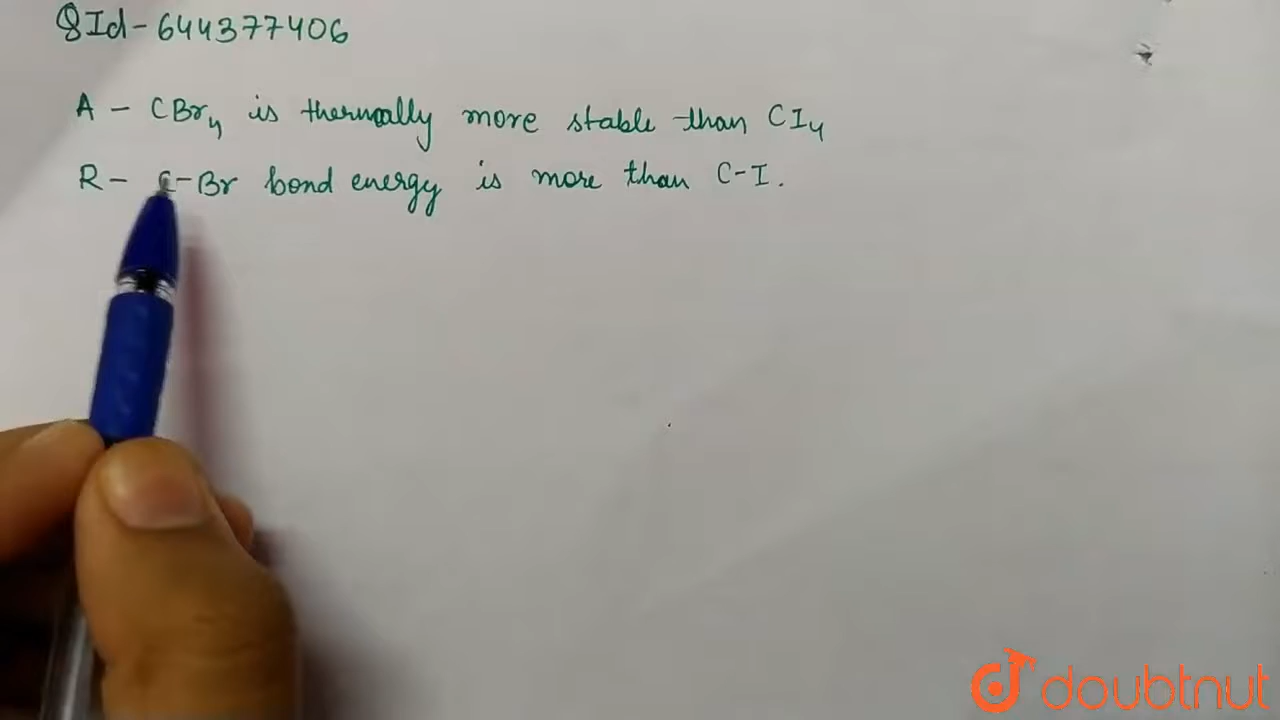 QId-644377406
A - CBr₄ is thermally more stable than CI₄
R - C-Br bond energy is more than C-I.
doubtnut